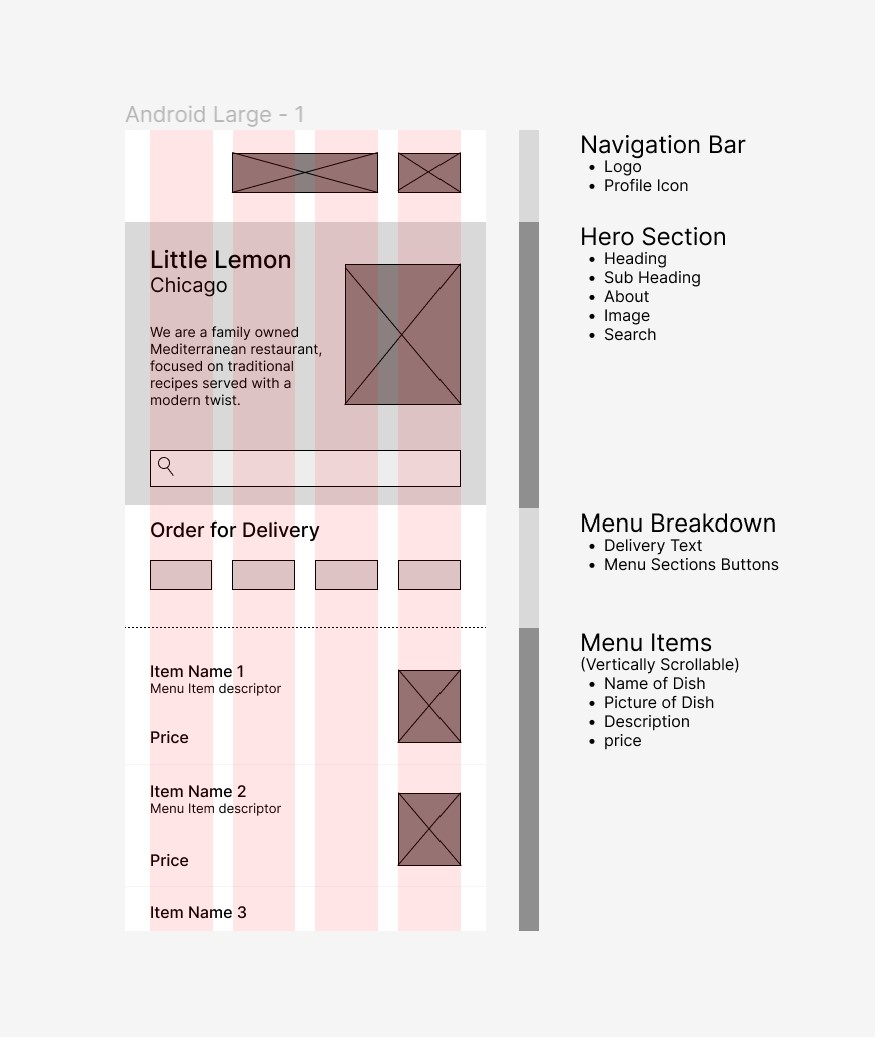 Android Large - 1
Navigation Bar
• Logo
• Profile Icon
Little Lemon
Chicago
We are a family owned
Mediterranean restaurant,
focused on traditional
recipes served with a
modern twist.
Hero Section
• Heading
• Sub Heading
• About
• Image
• Search
Order for Delivery
Menu Breakdown
• Delivery Text
• Menu Sections Buttons
Item Name 1
Menu Item descriptor
Price
Item Name 2
Menu Item descriptor
Price
Item Name 3
Menu Items
(Vertically Scrollable)
• Name of Dish
• Picture of Dish
• Description
• price